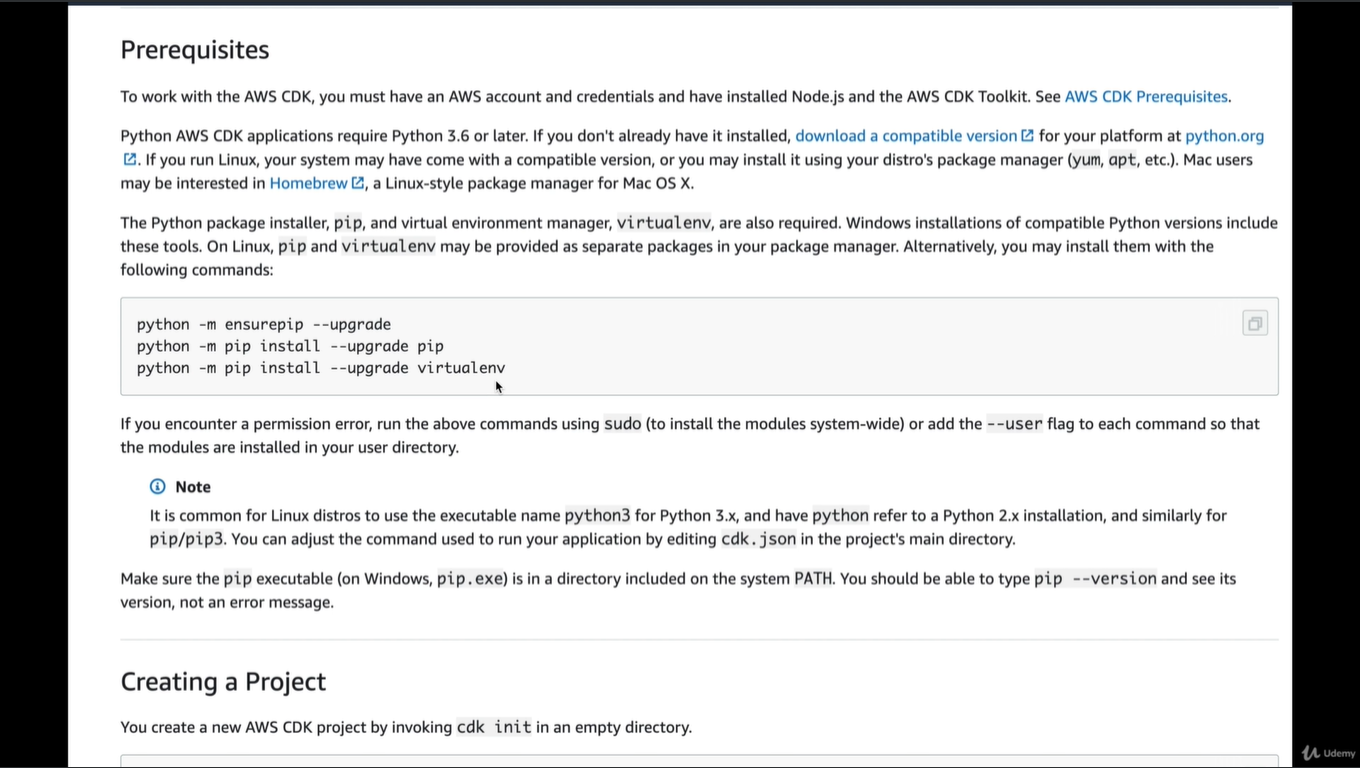 Prerequisites
To work with the AWS CDK, you must have an AWS account and credentials and have installed Node.js and the AWS CDK Toolkit. See AWS CDK Prerequisites.
Python AWS CDK applications require Python 3.6 or later. If you don't already have it installed, download a compatible version for your platform at python.org
. If you run Linux, your system may have come with a compatible version, or you may install it using your distro's package manager (yum, apt, etc.). Mac users
may be interested in Homebrew, a Linux-style package manager for Mac OS X.
The Python package installer, pip, and virtual environment manager, virtualenv, are also required. Windows installations of compatible Python versions include
these tools. On Linux, pip and virtualenv may be provided as separate packages in your package manager. Alternatively, you may install them with the
following commands:
python -m ensurepip --upgrade
python -m pip install --upgrade pip
python -m pip install --upgrade virtualenv
If you encounter a permission error, run the above commands using sudo (to install the modules system-wide) or add the --user flag to each command so that
the modules are installed in your user directory.
Note
It is common for Linux distros to use the executable name python3 for Python 3.x, and have python refer to a Python 2.x installation, and similarly for
pip/pip3. You can adjust the command used to run your application by editing cdk.json in the project's main directory.
Make sure the pip executable (on Windows, pip.exe) is in a directory included on the system PATH. You should be able to type pip --version and see its
version, not an error message.
Creating a Project
You create a new AWS CDK project by invoking cdk init in an empty directory.
Udemy